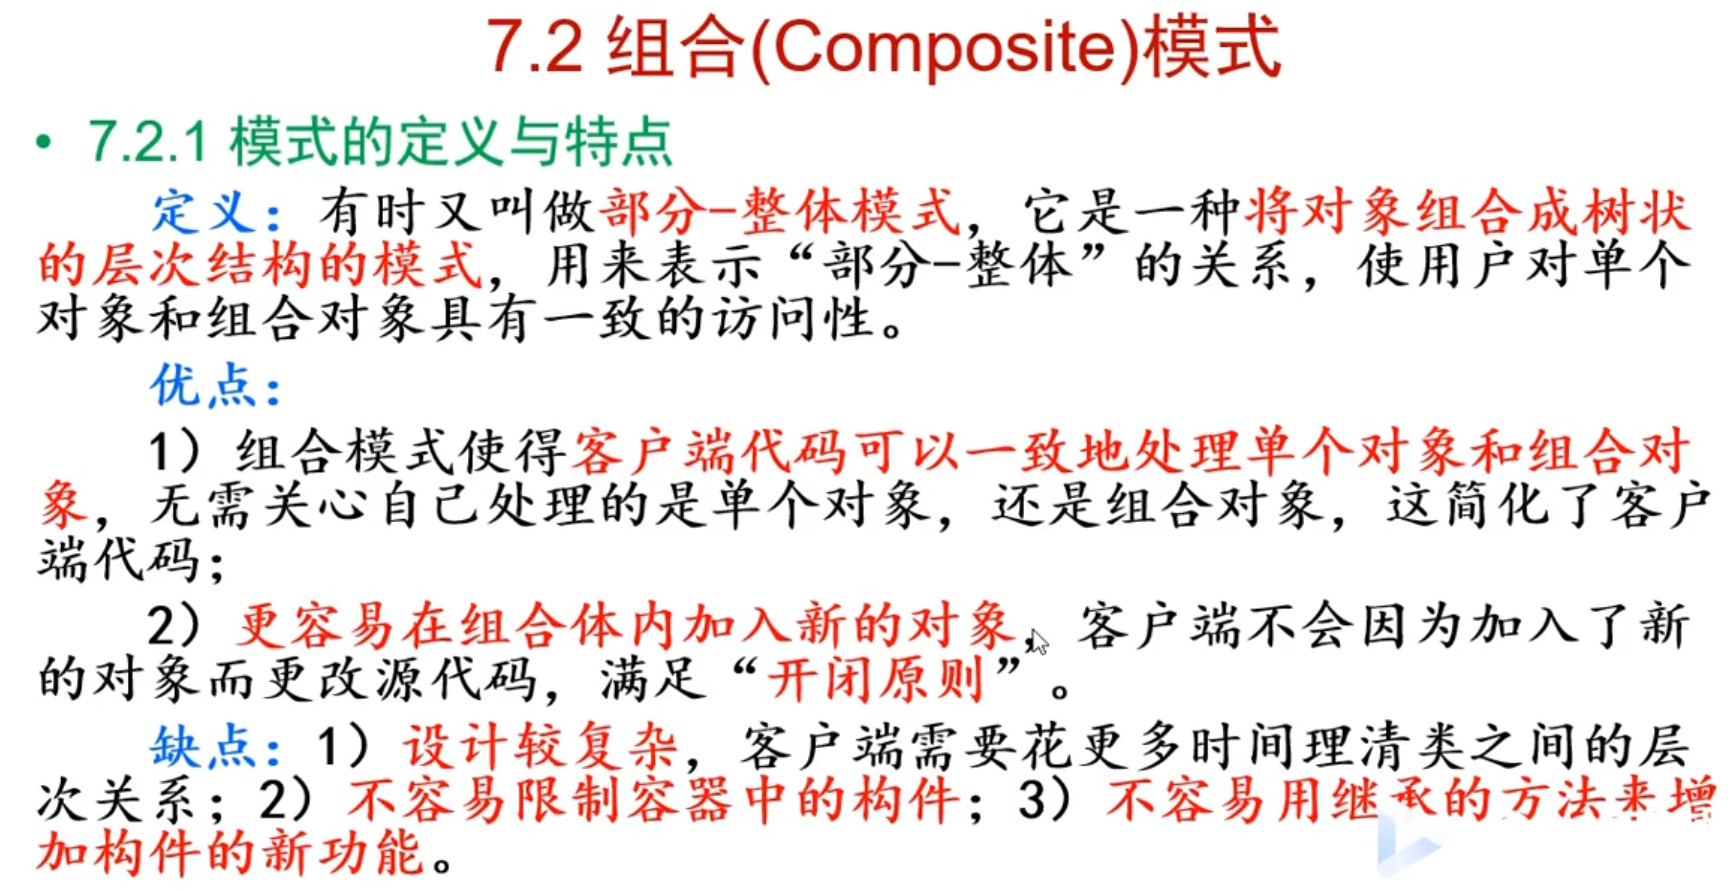 7.2 组合(Composite)模式
• 7.2.1 模式的定义与特点
定义：有时又叫做部分-整体模式，它是一种将对象组合成树状
的层次结构的模式，用来表示“部分-整体”的关系，使用户对单个
对象和组合对象具有一致的访问性。
优点：
1）组合模式使得客户端代码可以一致地处理单个对象和组合对
象，无需关心自己处理的是单个对象，还是组合对象，这简化了客户
端代码；
2）更容易在组合体内加入新的对象，客户端不会因为加入了新
的对象而更改源代码，满足“开闭原则”。
缺点：1）设计较复杂，客户端需要花更多时间理清类之间的层
次关系；2）不容易限制容器中的构件；3）不容易用继承的方法来增
加构件的新功能。